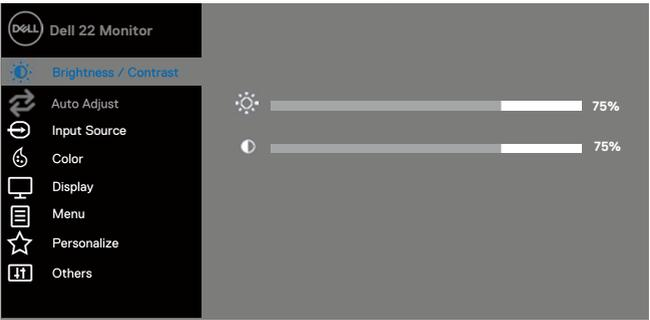 DELL
Dell 22 Monitor
Brightness / Contrast
Auto Adjust
Input Source
Color
Display
Menu
Personalize
Others
75%
75%